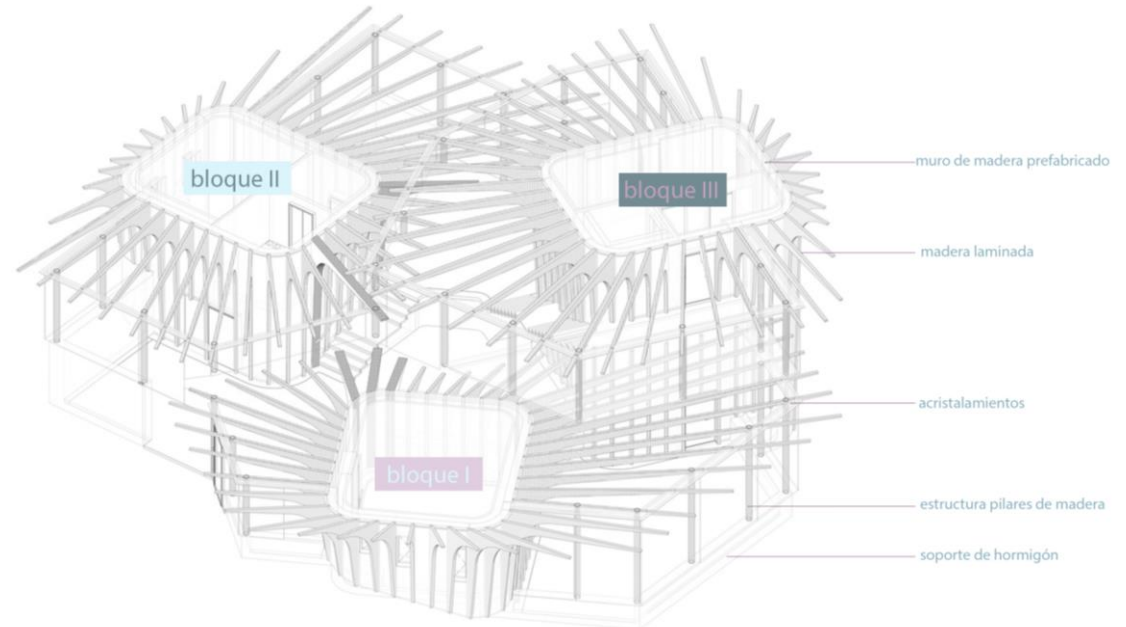 bloque II
bloque III
muro de madera prefabricado
madera laminada
acristalamientos
bloque I
estructura pilares de madera
soporte de hormigón